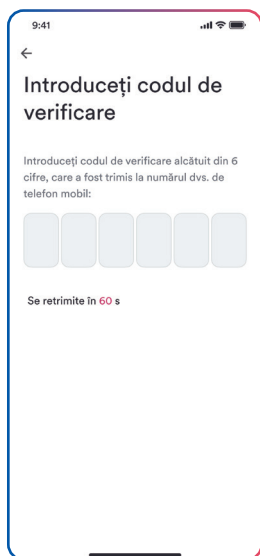 9:41
Introduceți codul de
verificare
Introduceți codul de verificare alcătuit din 6
cifre, care a fost trimis la numărul dvs. de
telefon mobil:
Se retrimite în 60 s